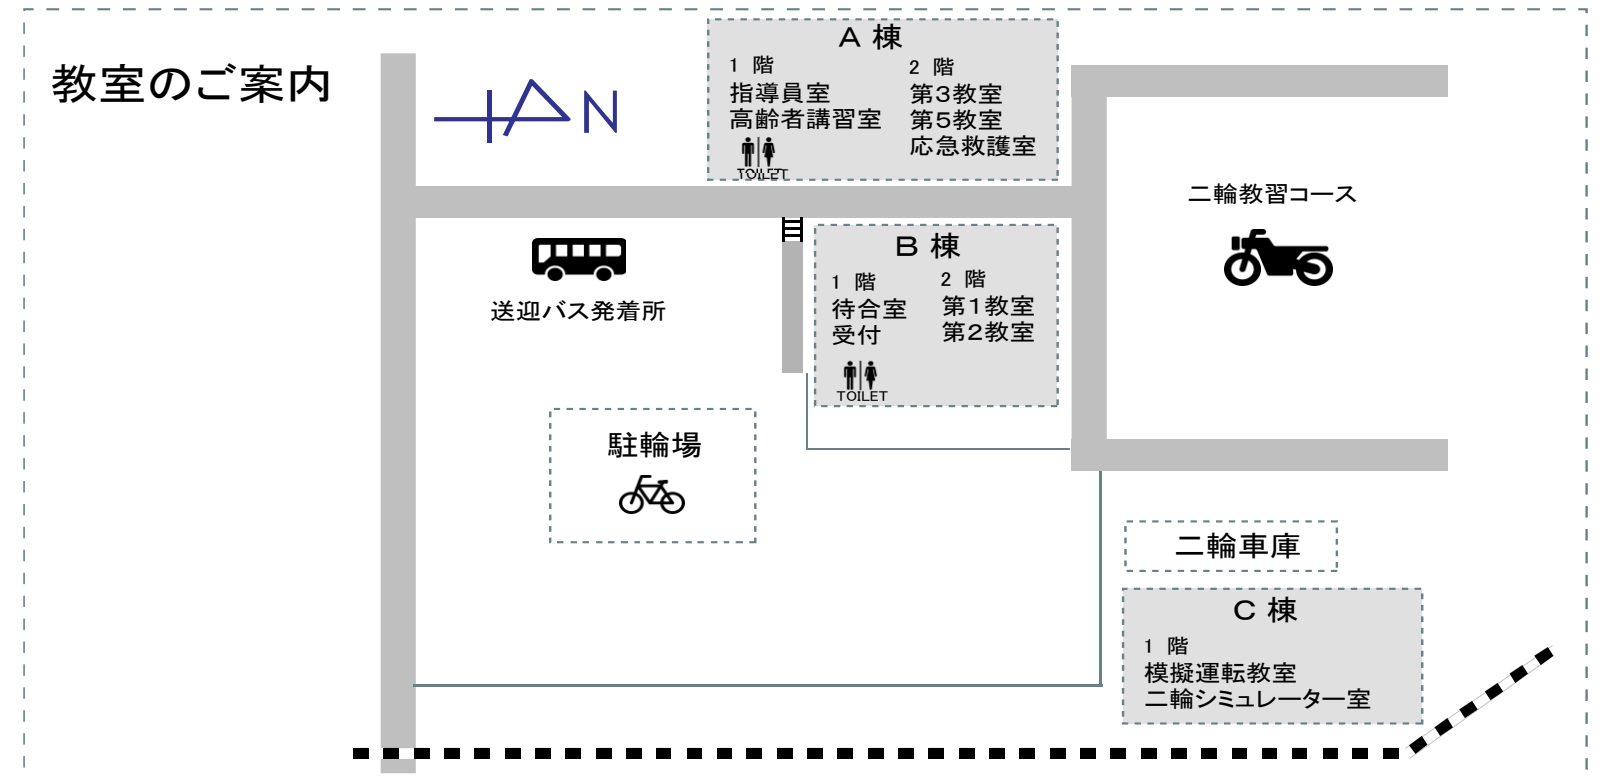 教室のご案内
HAN
A 棟
1 階
指導員室
高齢者講習室
TOILET
2 階
第3教室
第5教室
応急救護室
二輪教習コース
送迎バス発着所
B 棟
1 階
待合室
受付
TOILET
2 階
第1教室
第2教室
駐輪場
二輪車庫
C 棟
1 階
模擬運転教室
二輪シミュレーター室